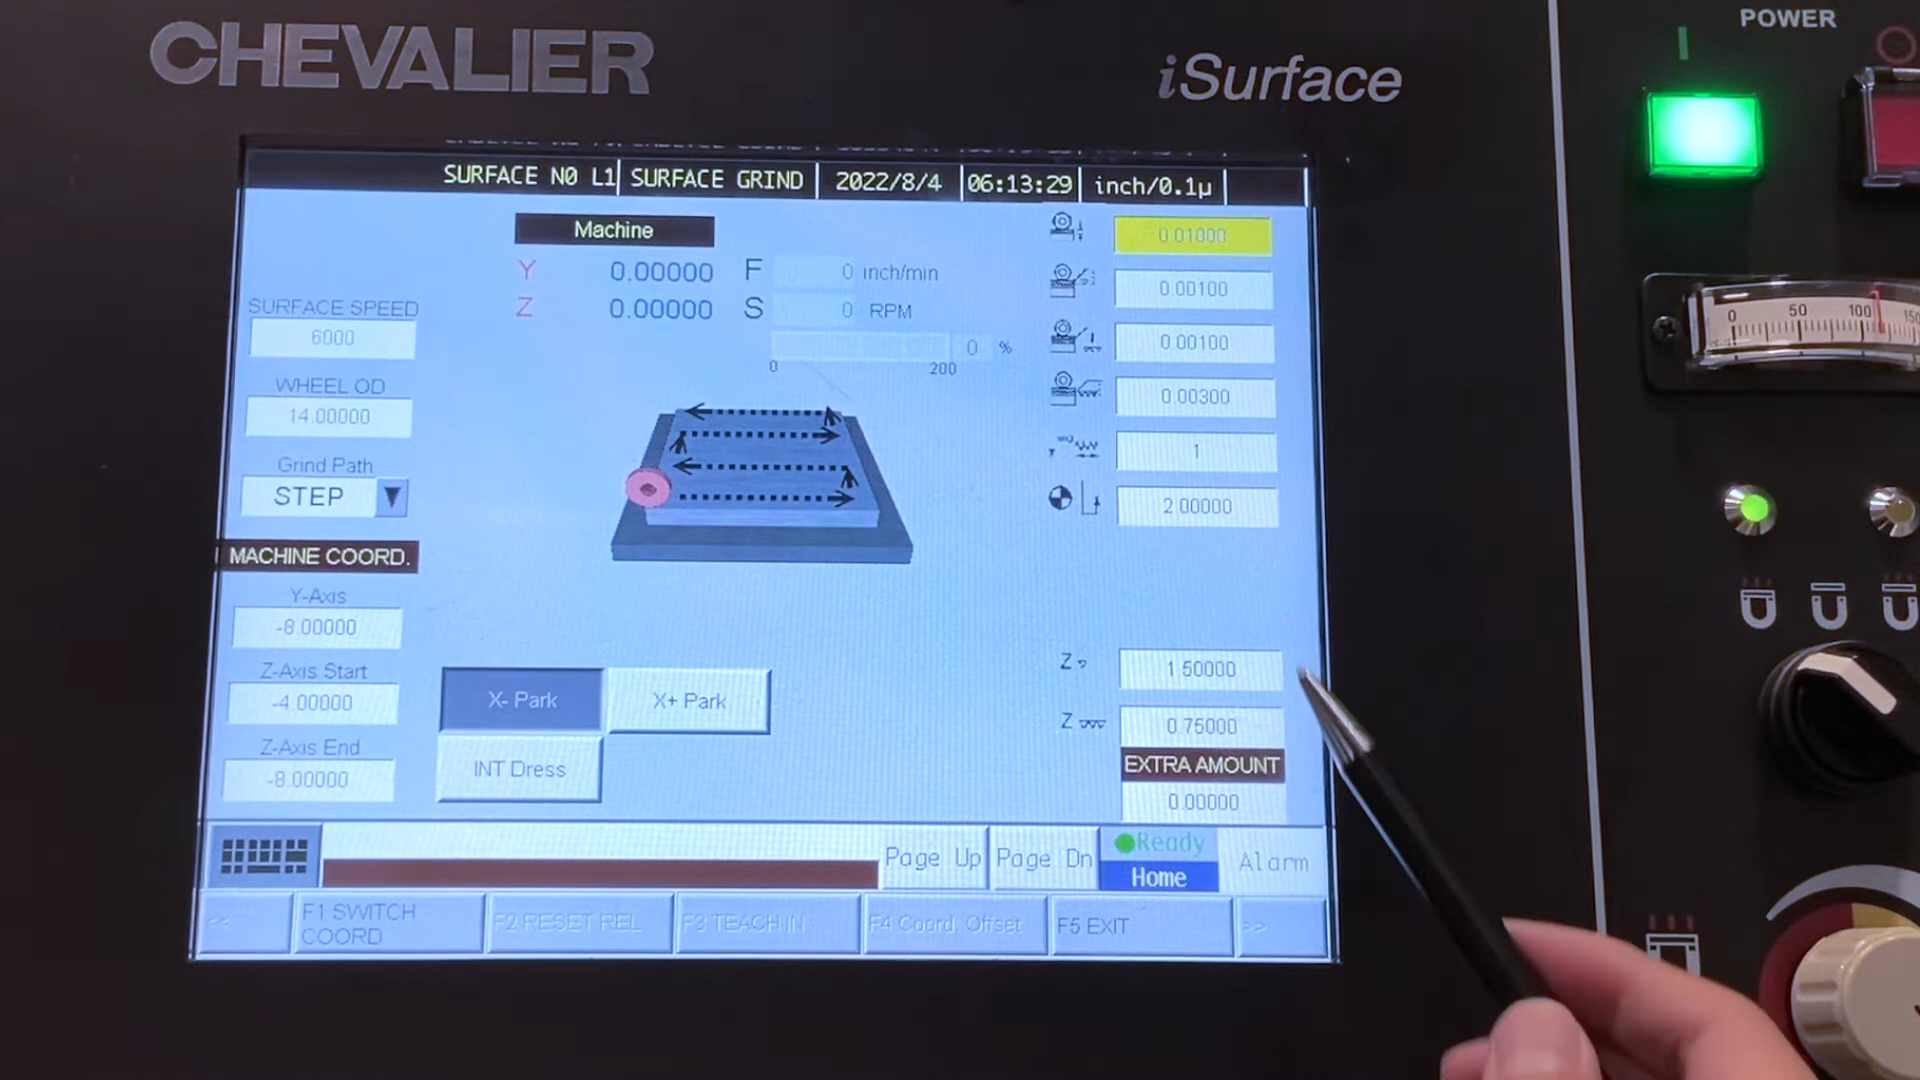 CHEVALIER
iSurface
POWER
SURFACE N0 L1 SURFACE GRIND 2022/8/4 06:13:29 inch/0.1μ
Machine
Y 0.00000 F 0 inch/min
Z 0.00000 S 0 RPM
0 %
0 200
SURFACE SPEED
6000
WHEEL OD
14.00000
Grind Path
STEP
MACHINE COORD.
Y-Axis
-8.00000
Z-Axis Start
-4.00000
Z-Axis End
-8.00000
X- Park X+ Park
INT Dress
0.01000
0.00100
0.00100
0.00300
1
2.00000
Z 1.50000
Z 0.75000
EXTRA AMOUNT
0.00000
Page Up Page Dn Ready
Home
Alarm
<< F1 SWITCH COORD F2 RESET REL F3 TEACH IN F4 Coord. Offset F5 EXIT >>
0 50 100 150